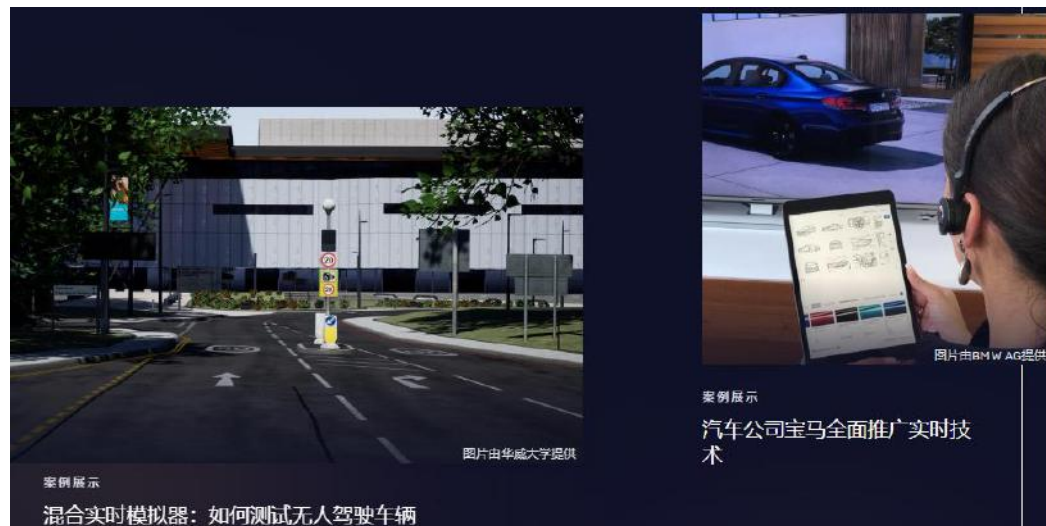 20
图片由华威大学提供
案例展示
混合实时模拟器：如何测试无人驾驶车辆
图片由BMW AG提供
案例展示
汽车公司宝马全面推广实时技
术